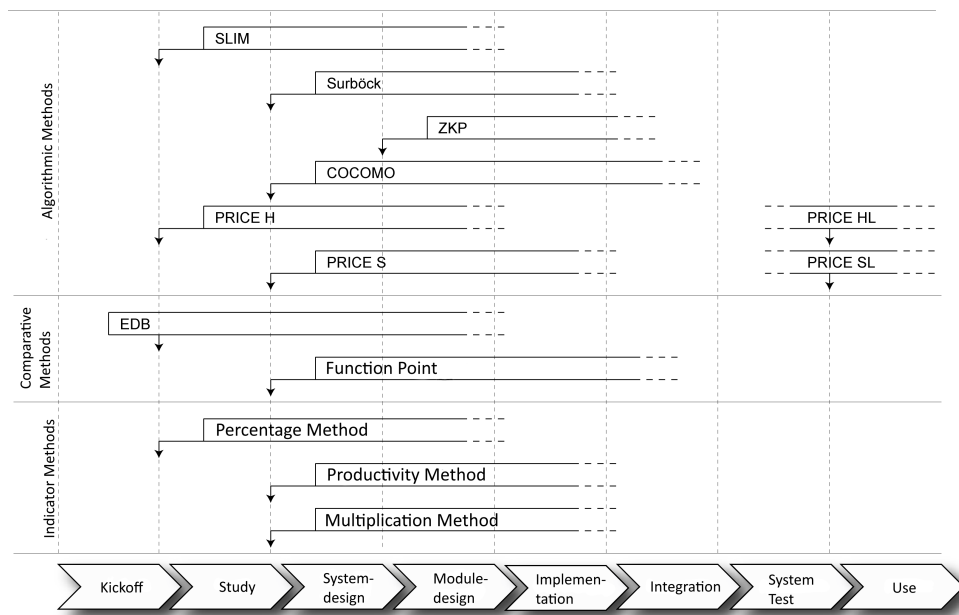 Algorithmic Methods
SLIM
Surböck
ZKP
COCOMO
PRICE H
PRICE HL
PRICE S
PRICE SL
Comparative
Methods
EDB
Function Point
Indicator Methods
Percentage Method
Productivity Method
Multiplication Method
Kickoff
Study
System-
design
Module-
design
Implemen-
tation
Integration
System
Test
Use